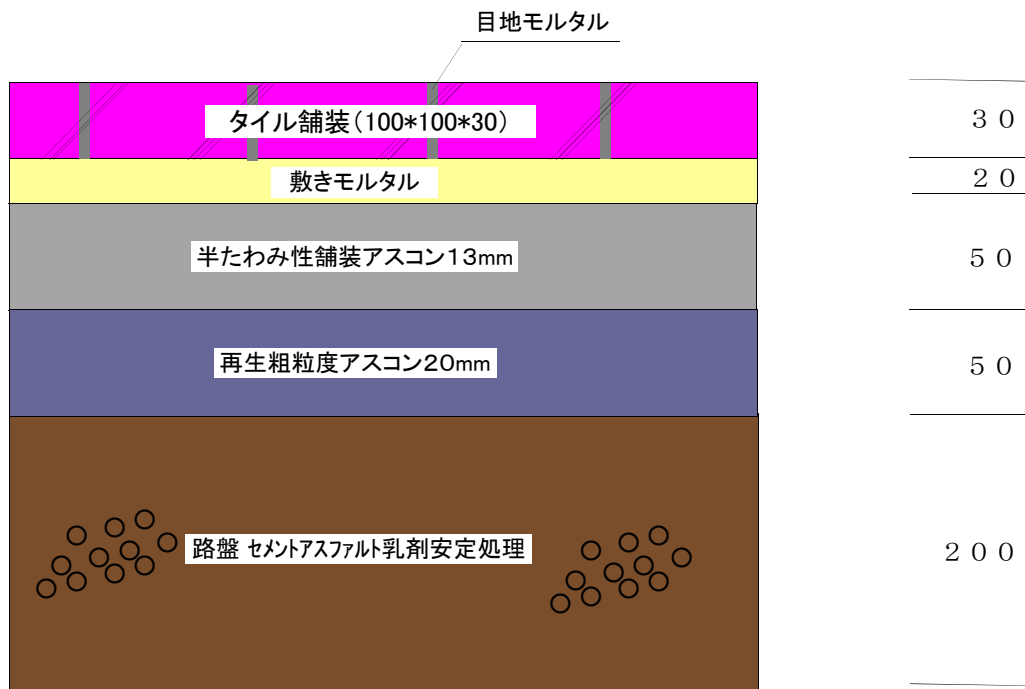 目地モルタル
タイル舗装(100*100*30)
30
敷きモルタル
20
半たわみ性舗装アスコン13mm
50
再生粗粒度アスコン20mm
50
路盤 セメントアスファルト乳剤安定処理
200